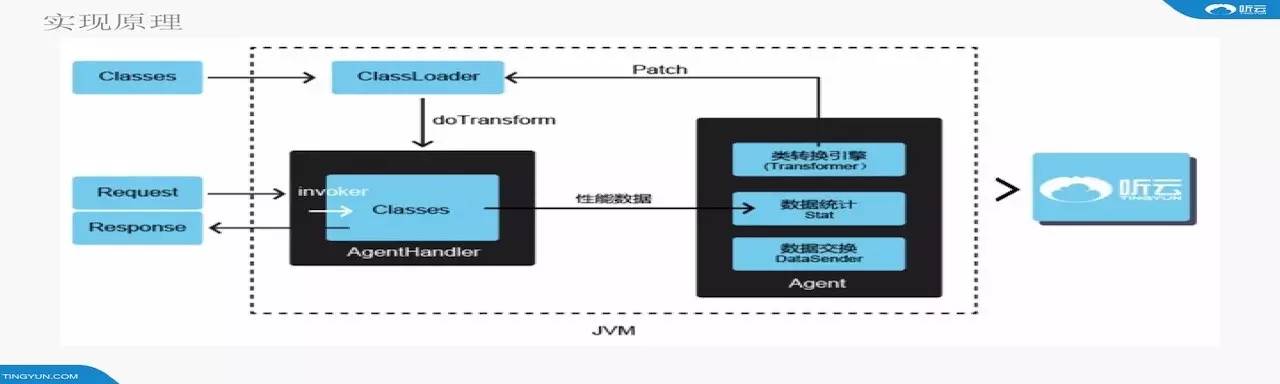 实现原理
听云
Classes
ClassLoader
Patch
doTransform
类转换引擎
(Transformer)
Request
invoker
Classes
性能数据
数据统计
Stat
听云
TINGYUN
Response
AgentHandler
数据交换
DataSender
Agent
JVM
TINGYUN.COM